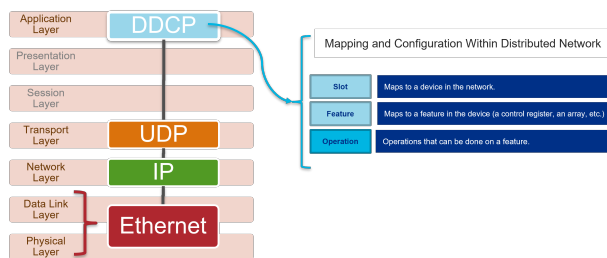 Application
Layer
DDCP
Presentation
Layer
Session
Layer
Transport
Layer
UDP
Network
Layer
IP
Data Link
Layer
Ethernet
Physical
Layer
Mapping and Configuration Within Distributed Network
Slot
Maps to a device in the network.
Feature
Maps to a feature in the device (a control register, an array, etc.)
Operation
Operations that can be done on a feature.